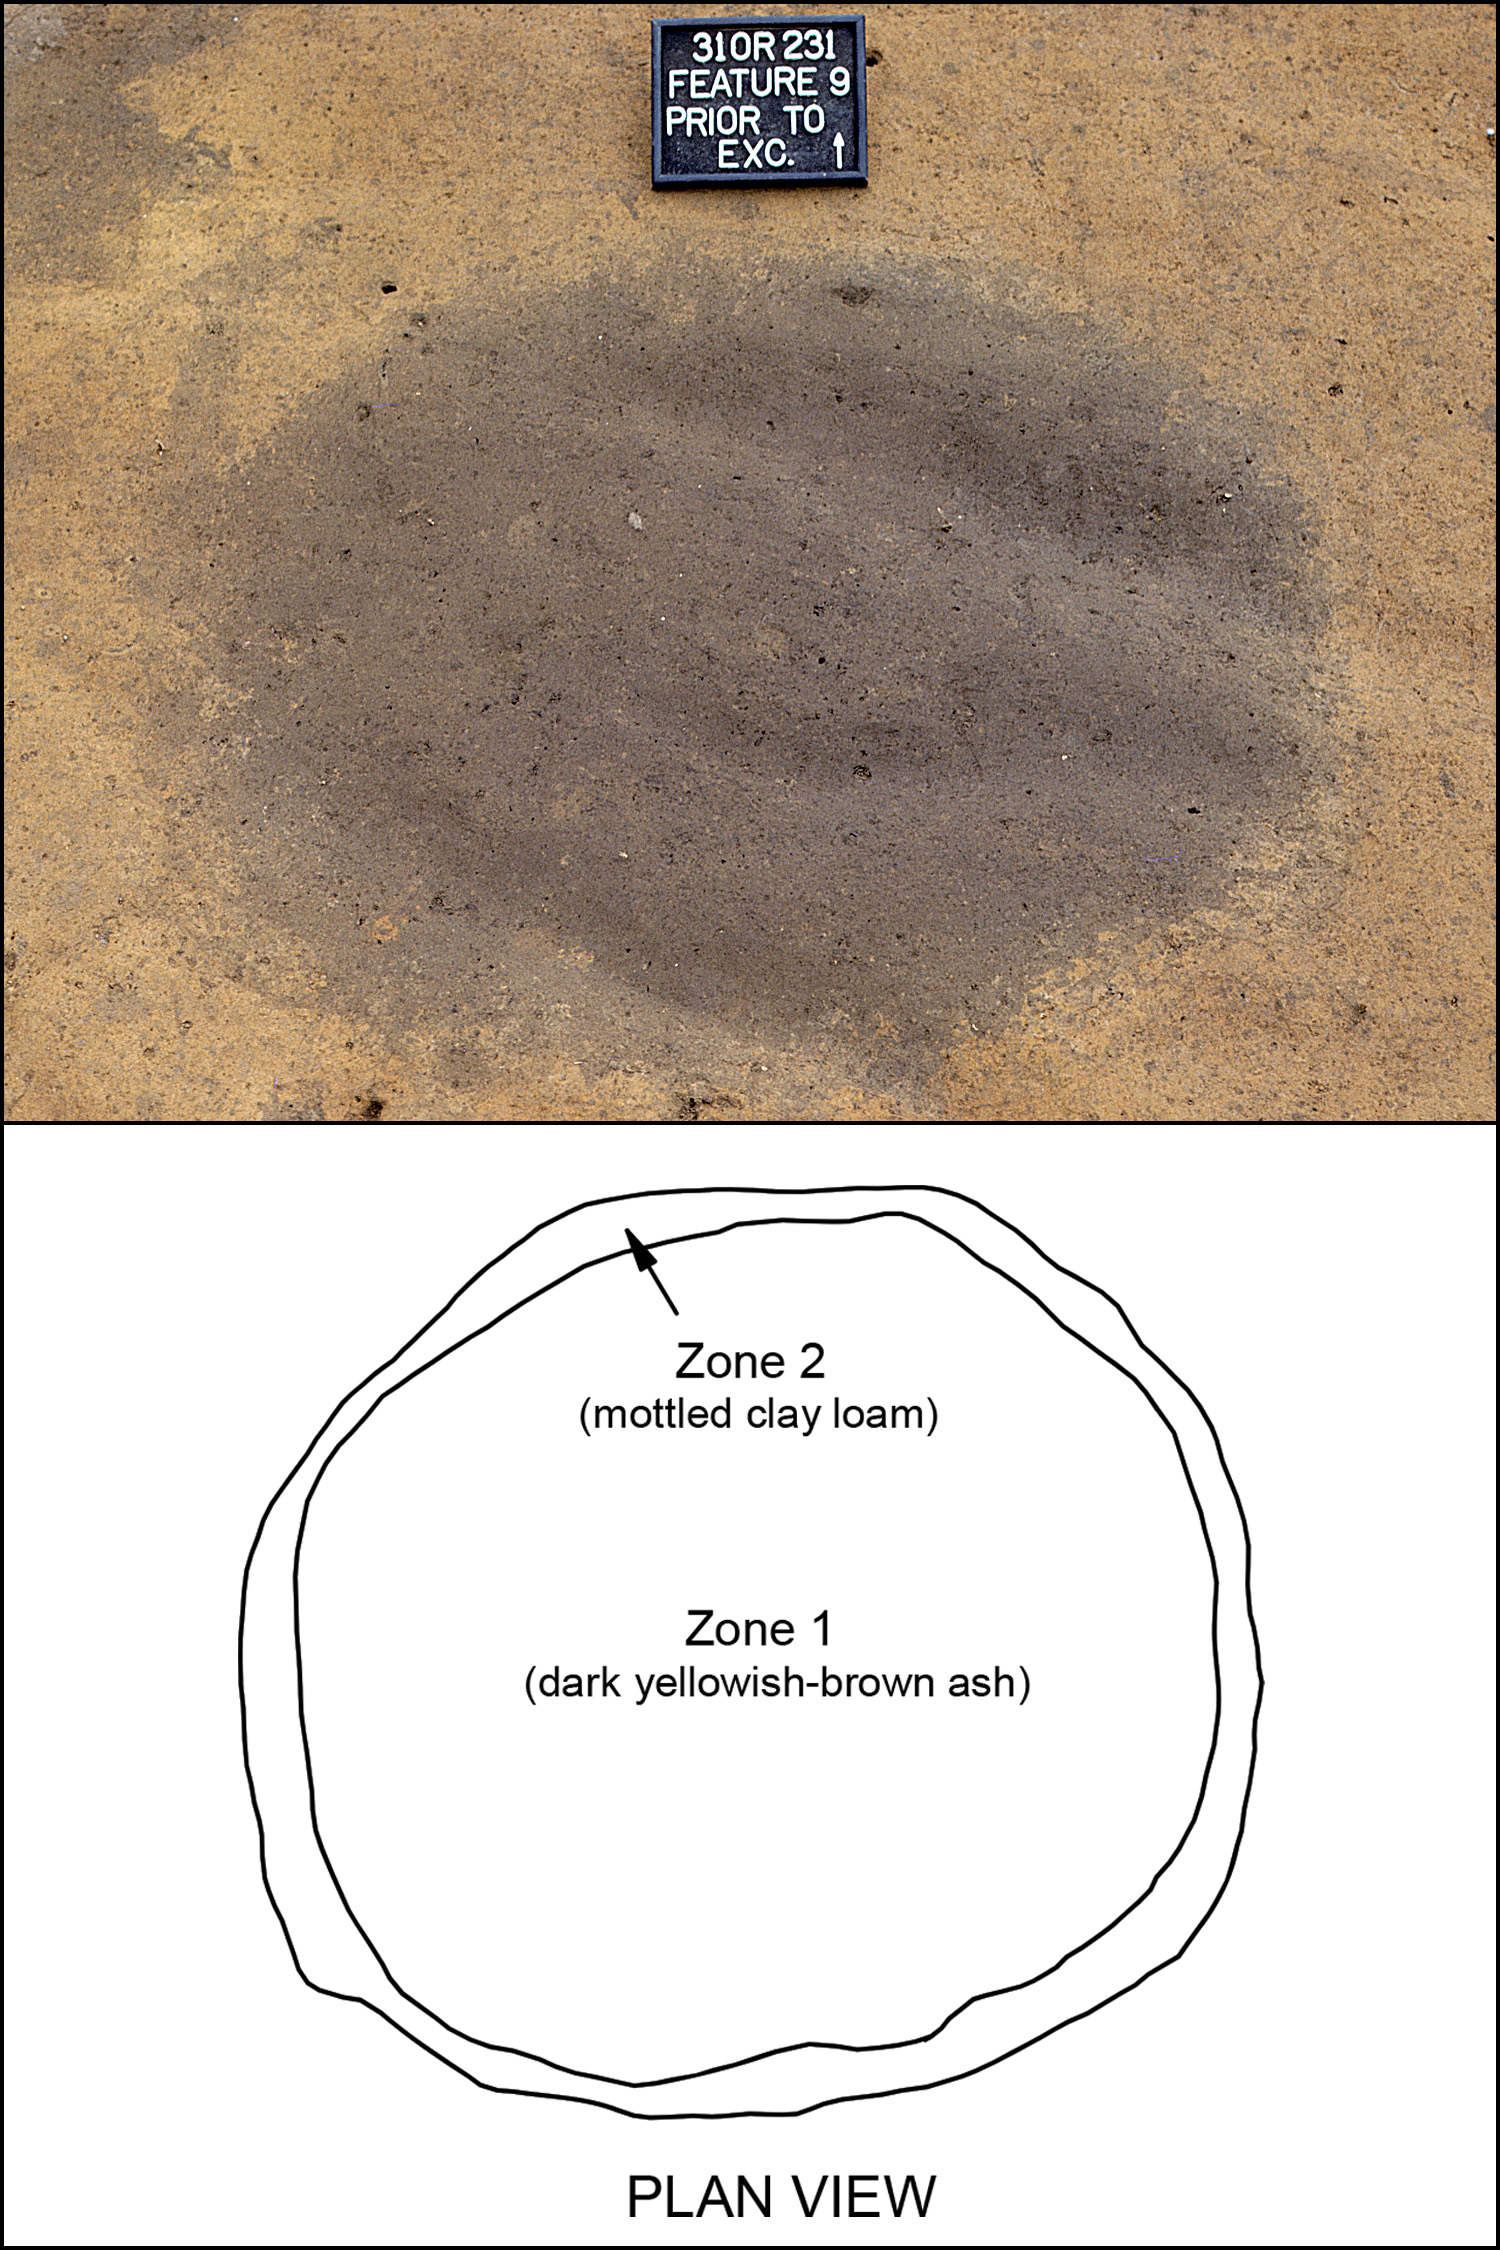 31OR231
FEATURE 9
PRIOR TO
EXC.
Zone 2
(mottled clay loam)
Zone 1
(dark yellowish-brown ash)
PLAN VIEW